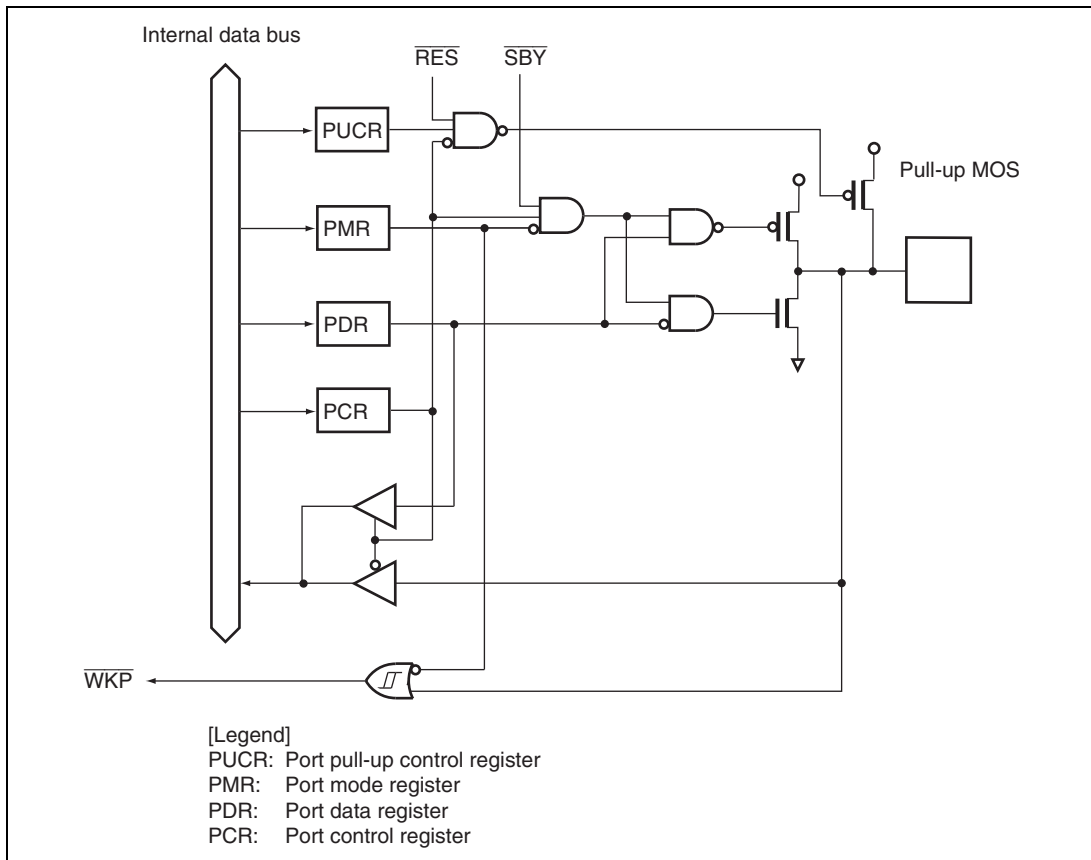 Internal data bus
RES
SBY
PUCR
Pull-up MOS
PMR
PDR
PCR
WKP
[Legend]
PUCR: Port pull-up control register
PMR: Port mode register
PDR: Port data register
PCR: Port control register